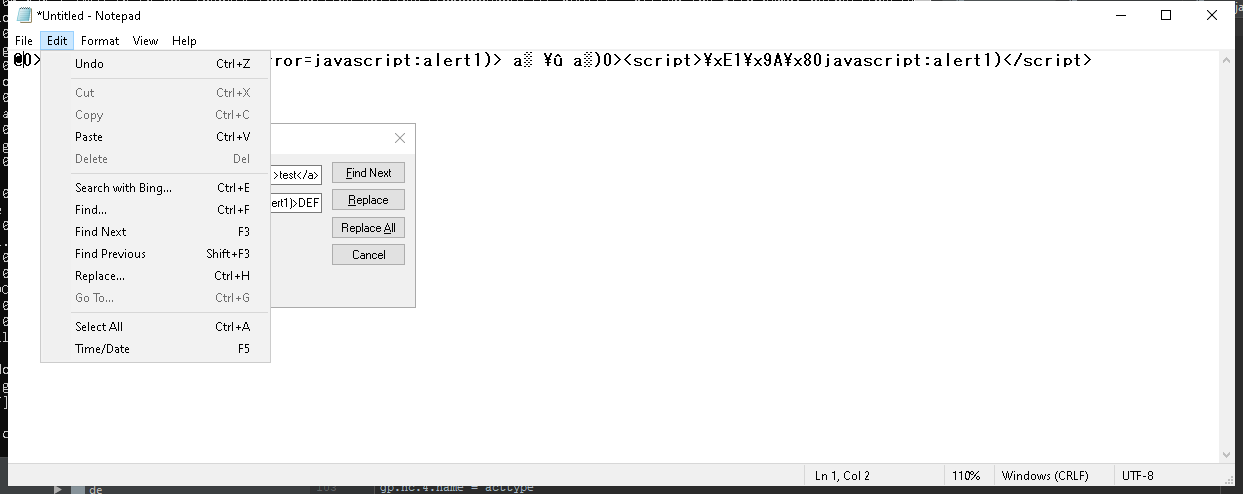 *Untitled - Notepad
File Edit Format View Help
rror=javascript:alert1)> a▒ ¥û a▒)0><script>¥xE1¥x9A¥x80javascript:alert1)</script>
Undo Ctrl+Z
Cut Ctrl+X
Copy Ctrl+C
Paste Ctrl+V
Delete Del
Search with Bing... Ctrl+E
Find... Ctrl+F
Find Next F3
Find Previous Shift+F3
Replace... Ctrl+H
Go To... Ctrl+G
Select All Ctrl+A
Time/Date F5
>test</a> Find Next
ert1)>DEF Replace
Replace All
Cancel
Ln 1, Col 2 110% Windows (CRLF) UTF-8
de
gp.nc.4.name = acctype